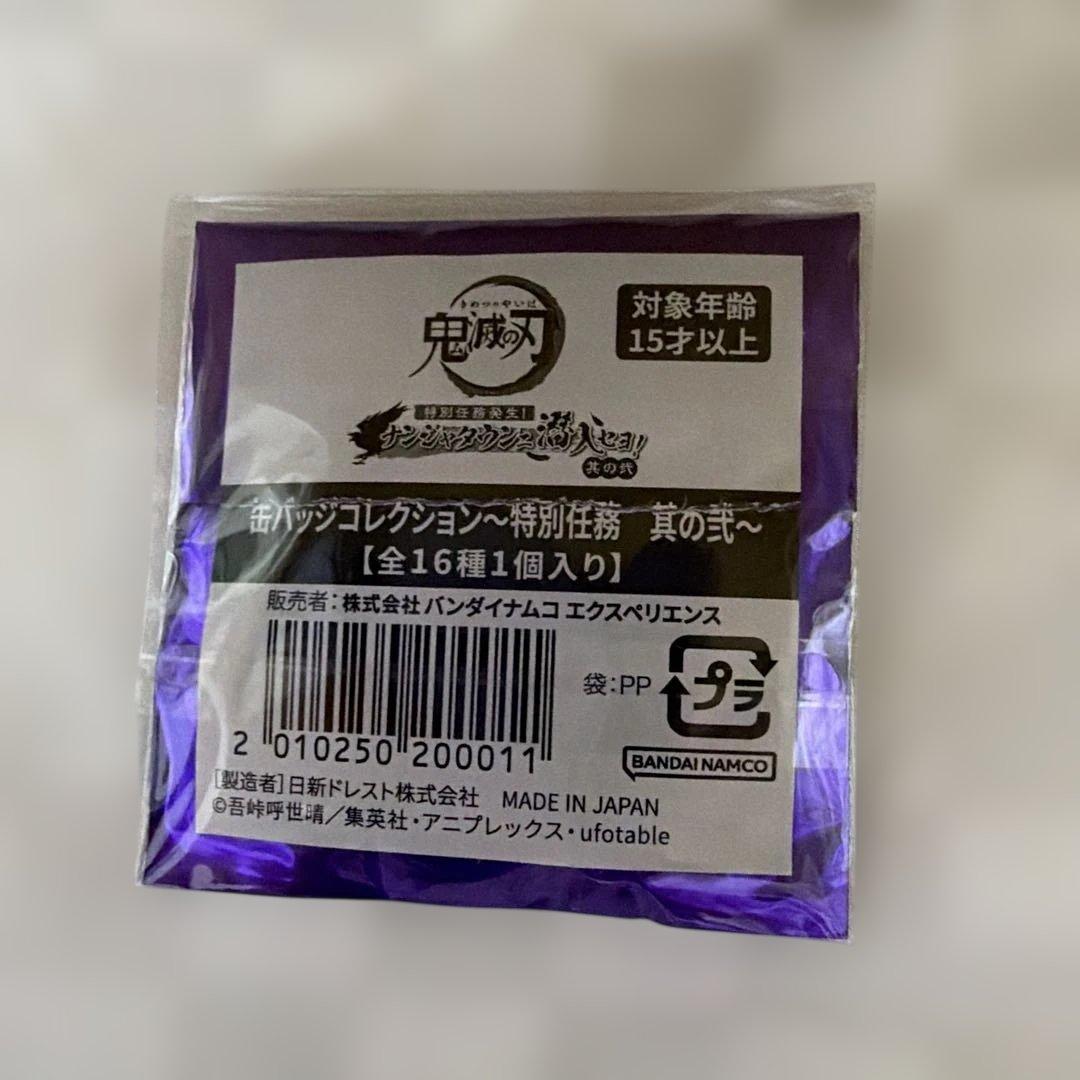 きめつのやいば
鬼滅の刃
対象年齢
15才以上
特別任務発生!
ナンジャタウンニ潜入セヨ!
其の弐
缶バッジコレクション～特別任務　其の弐～
【全16種1個入り】
販売者：株式会社 バンダイナムコ エクスペリエンス
袋：PP
プラ
2 010250 200011
BANDAI NAMCO
[製造者]日新ドレスト株式会社　MADE IN JAPAN
©吾峠呼世晴／集英社・アニプレックス・ufotable